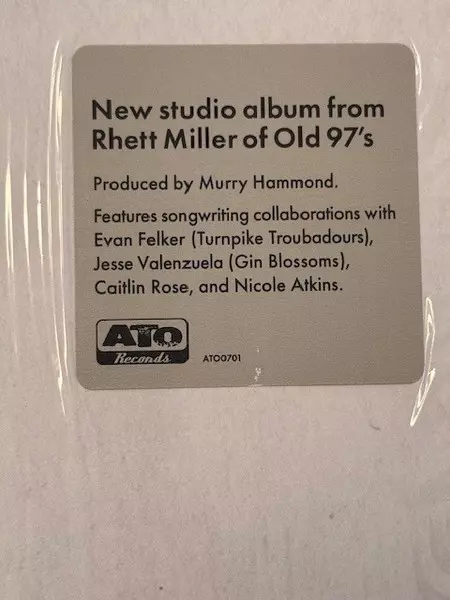 New studio album from
Rhett Miller of Old 97's
Produced by Murry Hammond.
Features songwriting collaborations with
Evan Felker (Turnpike Troubadours),
Jesse Valenzuela (Gin Blossoms),
Caitlin Rose, and Nicole Atkins.
ATO
Records
ATO0701